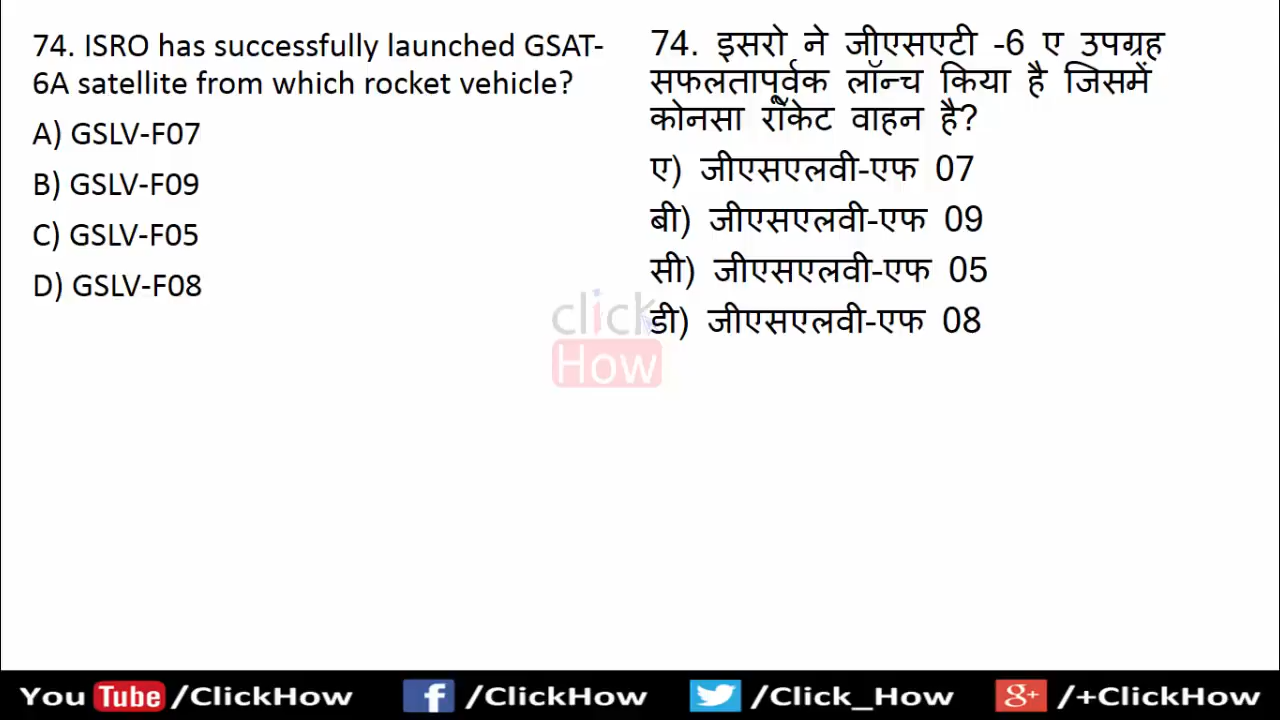 74. ISRO has successfully launched GSAT-
6A satellite from which rocket vehicle?
A) GSLV-F07
B) GSLV-F09
C) GSLV-F05
D) GSLV-F08
74. इसरो ने जीएसएटी -6 ए उपग्रह
सफलतापूर्वक लॉन्च किया है जिसमें
कोनसा रॉकेट वाहन है?
ए) जीएसएलवी-एफ 07
बी) जीएसएलवी-एफ 09
सी) जीएसएलवी-एफ 05
डी) जीएसएलवी-एफ 08
click
How
You Tube /ClickHow f /ClickHow /Click_How g+ /+ClickHow